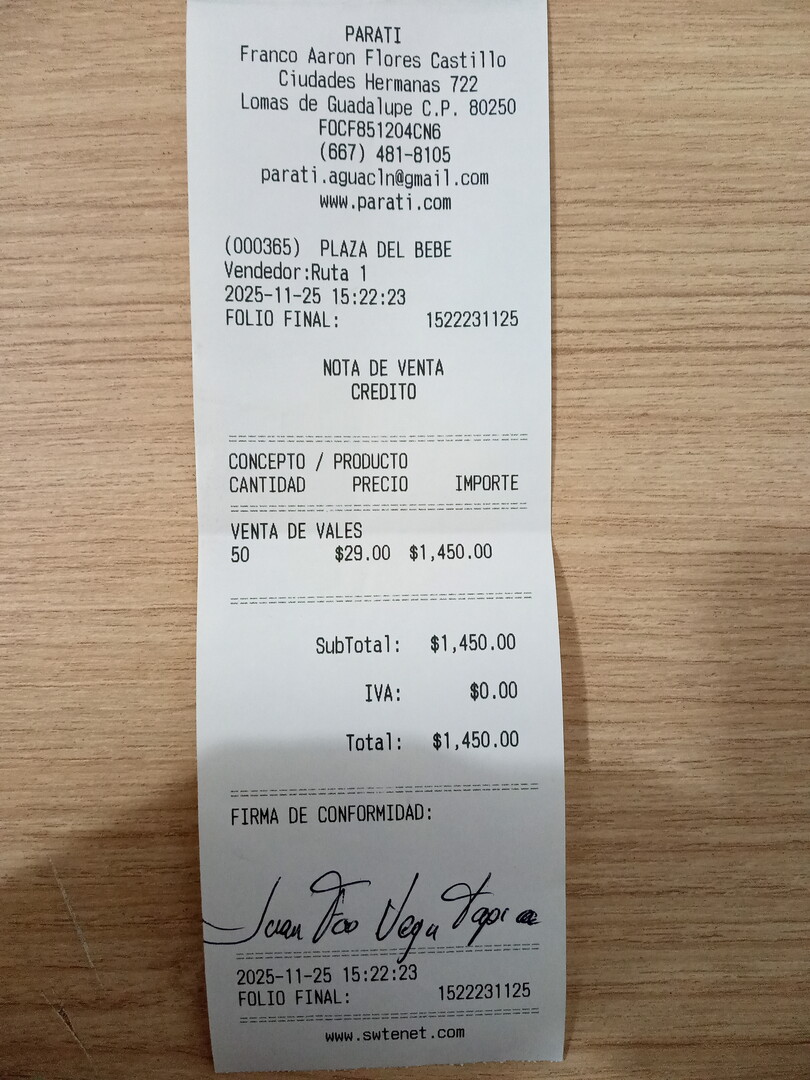 PARATI
Franco Aaron Flores Castillo
Ciudades Hermanas 722
Lomas de Guadalupe C.P. 80250
FOCF851204CN6
(667) 481-8105
parati.aguacln@gmail.com
www.parati.com
(000365) PLAZA DEL BEBE
Vendedor:Ruta 1
2025-11-25 15:22:23
FOLIO FINAL: 1522231125
NOTA DE VENTA
CREDITO
CONCEPTO / PRODUCTO
CANTIDAD PRECIO IMPORTE
VENTA DE VALES
50 $29.00 $1,450.00
SubTotal: $1,450.00
IVA: $0.00
Total: $1,450.00
FIRMA DE CONFORMIDAD:
Juan Fco Vega Tapia
2025-11-25 15:22:23
FOLIO FINAL: 1522231125
www.swtenet.com